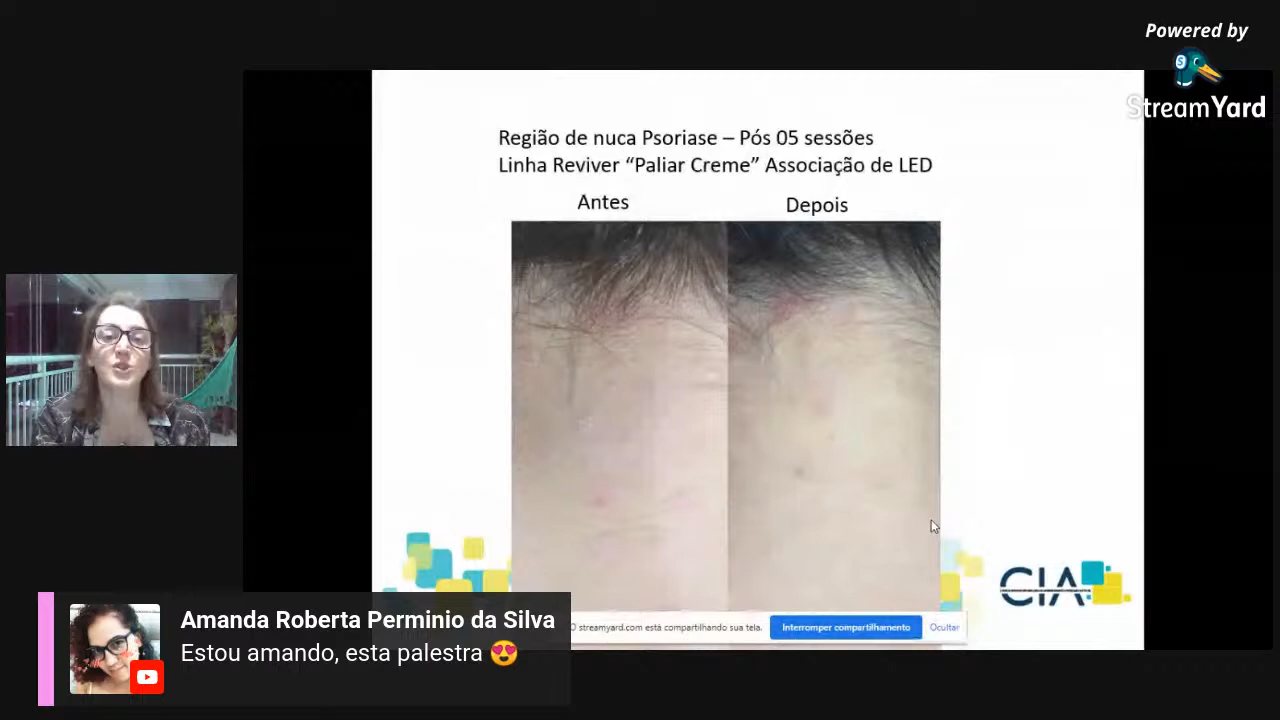 Powered by
StreamYard
Região de nuca Psoriase – Pós 05 sessões
Linha Reviver “Paliar Creme” Associação de LED
Antes
Depois
CIA
streamyard.com está compartilhando sua tela.
Interromper compartilhamento
Ocultar
Amanda Roberta Perminio da Silva
Estou amando, esta palestra 😍